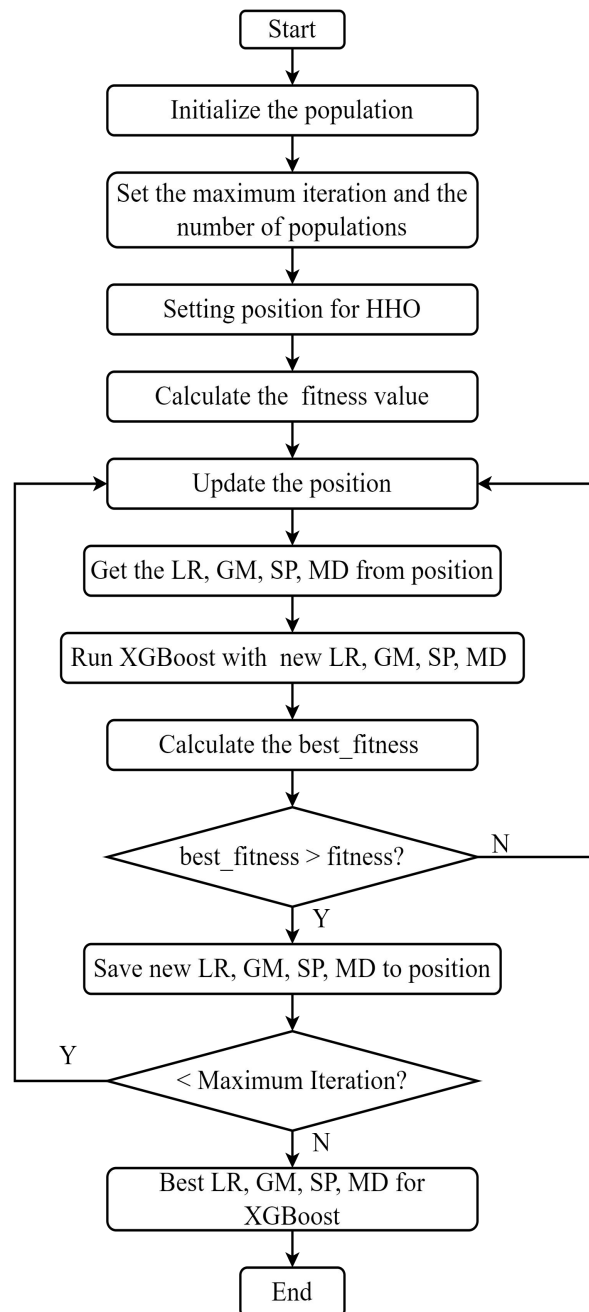 Start
Initialize the population
Set the maximum iteration and the
number of populations
Setting position for HHO
Calculate the fitness value
Update the position
Get the LR, GM, SP, MD from position
Run XGBoost with new LR, GM, SP, MD
Calculate the best_fitness
best_fitness > fitness?
N
Y
Save new LR, GM, SP, MD to position
Y
< Maximum Iteration?
N
Best LR, GM, SP, MD for
XGBoost
End